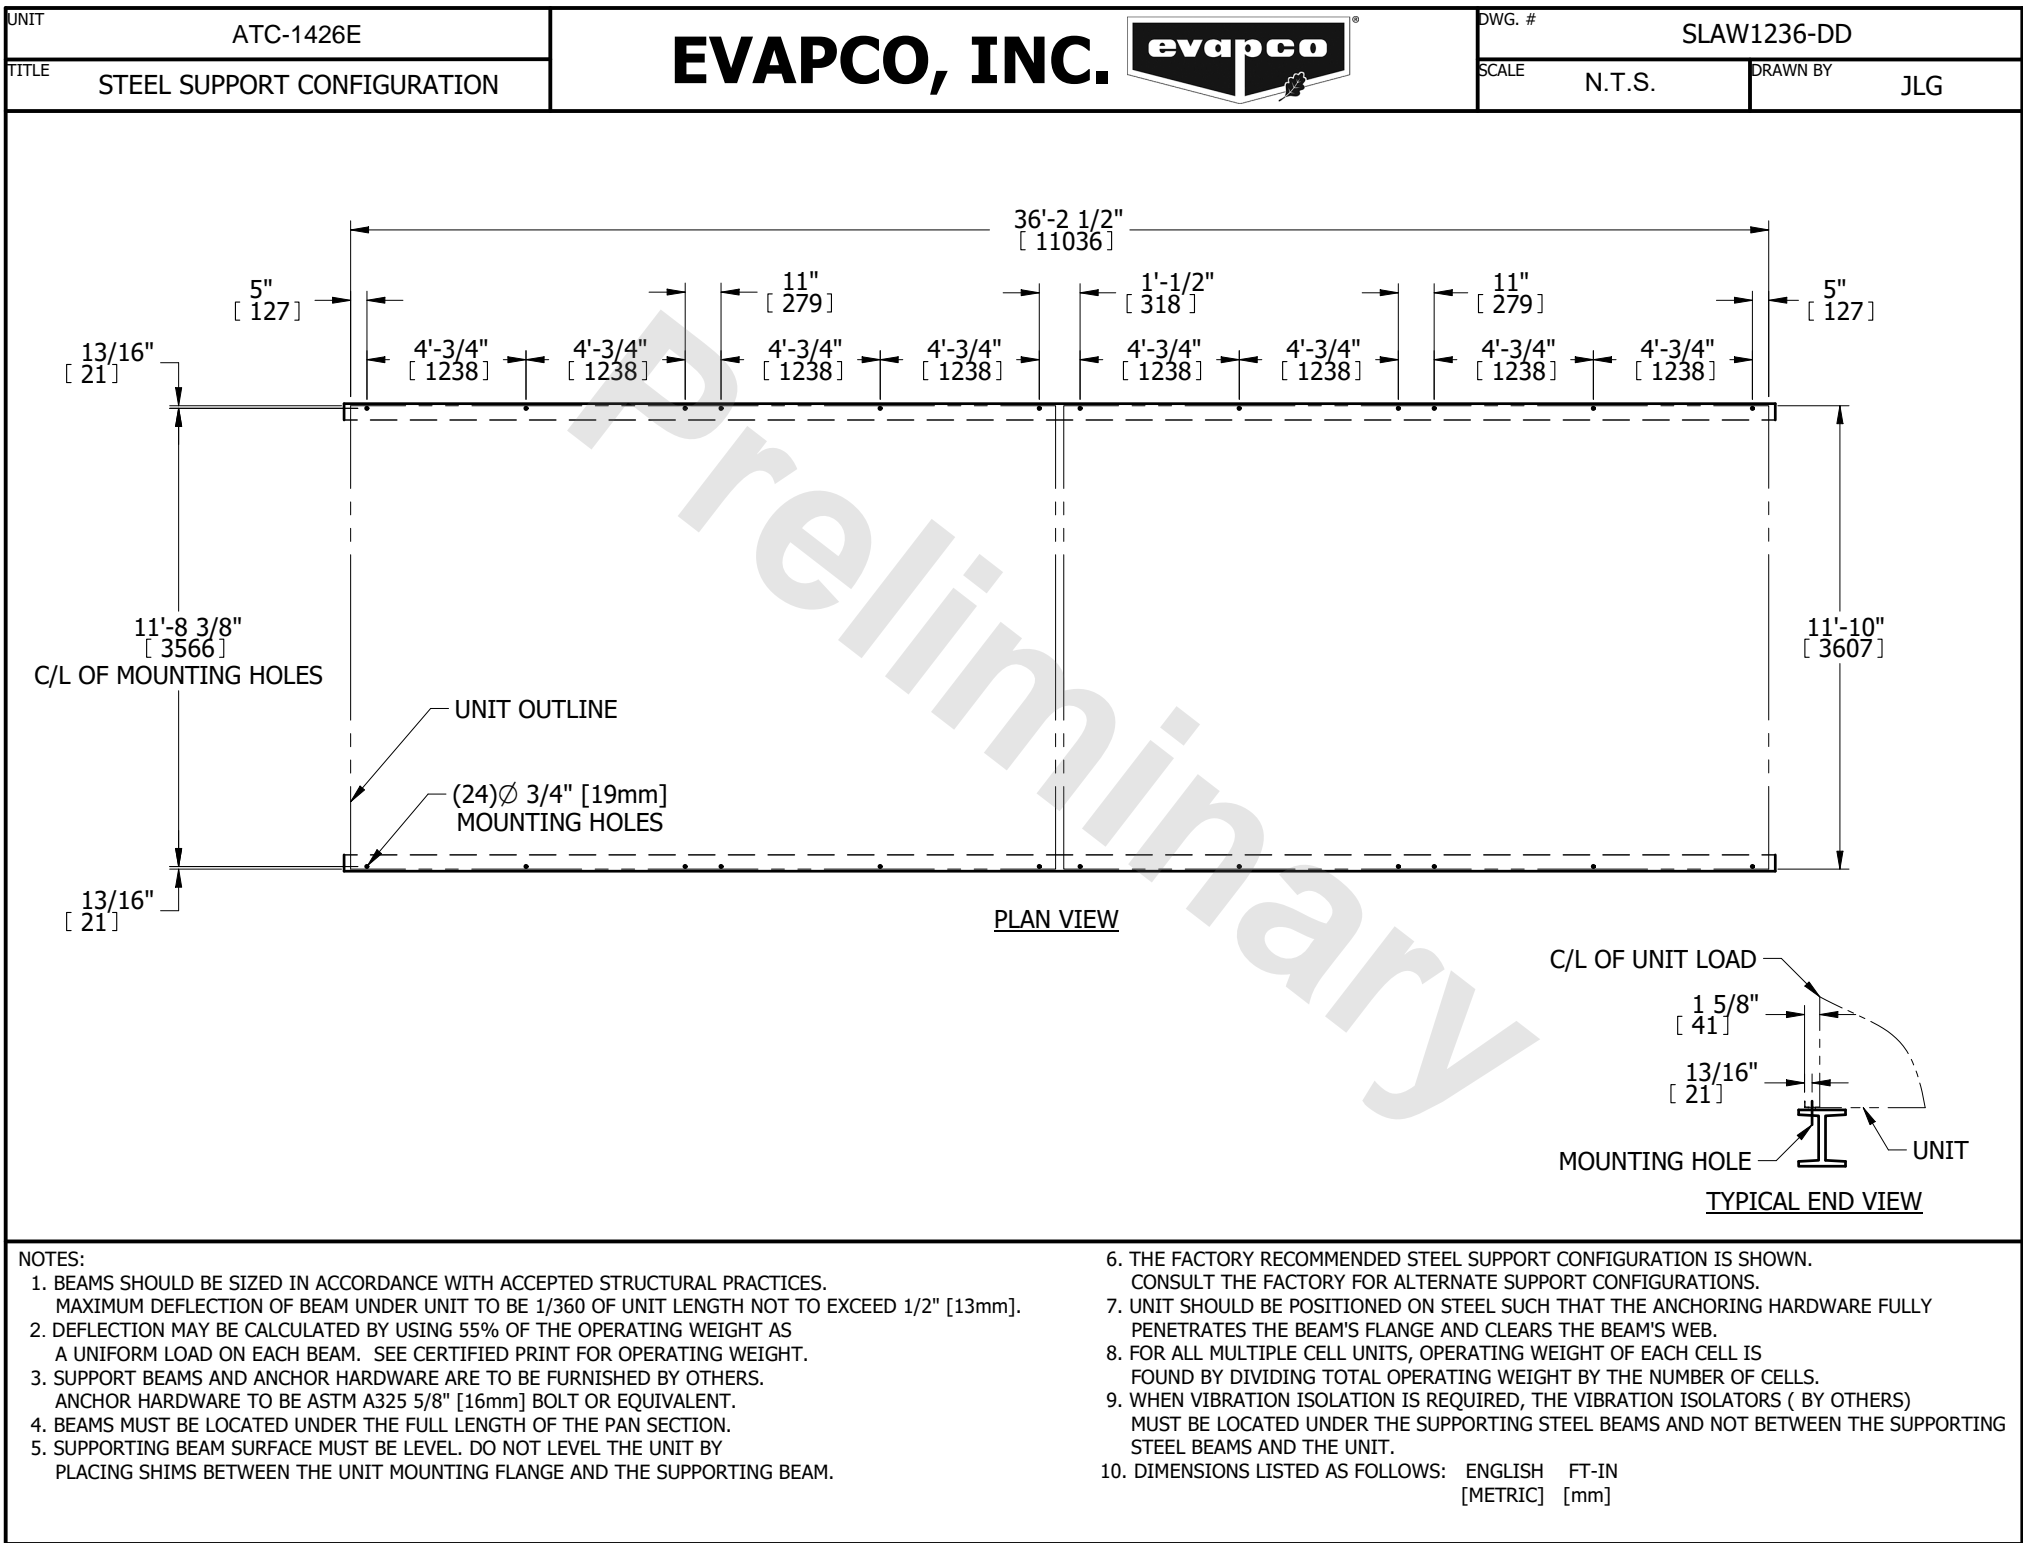 UNIT
ATC-1426E
TITLE
STEEL SUPPORT CONFIGURATION
EVAPCO, INC.
evapco
®
DWG. #
SLAW1236-DD
SCALE
N.T.S.
DRAWN BY
JLG
36'-2 1/2"
[ 11036 ]
5"
[ 127 ]
11"
[ 279 ]
1'-1/2"
[ 318 ]
11"
[ 279 ]
5"
[ 127 ]
13/16"
[ 21 ]
4'-3/4"
[ 1238 ]
4'-3/4"
[ 1238 ]
4'-3/4"
[ 1238 ]
4'-3/4"
[ 1238 ]
4'-3/4"
[ 1238 ]
4'-3/4"
[ 1238 ]
4'-3/4"
[ 1238 ]
4'-3/4"
[ 1238 ]
11'-8 3/8"
[ 3566 ]
C/L OF MOUNTING HOLES
11'-10"
[ 3607 ]
UNIT OUTLINE
(24)∅ 3/4" [19mm]
MOUNTING HOLES
13/16"
[ 21 ]
PLAN VIEW
Preliminary
C/L OF UNIT LOAD
1 5/8"
[ 41 ]
13/16"
[ 21 ]
MOUNTING HOLE
UNIT
TYPICAL END VIEW
NOTES:
1. BEAMS SHOULD BE SIZED IN ACCORDANCE WITH ACCEPTED STRUCTURAL PRACTICES.
MAXIMUM DEFLECTION OF BEAM UNDER UNIT TO BE 1/360 OF UNIT LENGTH NOT TO EXCEED 1/2" [13mm].
2. DEFLECTION MAY BE CALCULATED BY USING 55% OF THE OPERATING WEIGHT AS
A UNIFORM LOAD ON EACH BEAM. SEE CERTIFIED PRINT FOR OPERATING WEIGHT.
3. SUPPORT BEAMS AND ANCHOR HARDWARE ARE TO BE FURNISHED BY OTHERS.
ANCHOR HARDWARE TO BE ASTM A325 5/8" [16mm] BOLT OR EQUIVALENT.
4. BEAMS MUST BE LOCATED UNDER THE FULL LENGTH OF THE PAN SECTION.
5. SUPPORTING BEAM SURFACE MUST BE LEVEL. DO NOT LEVEL THE UNIT BY
PLACING SHIMS BETWEEN THE UNIT MOUNTING FLANGE AND THE SUPPORTING BEAM.
6. THE FACTORY RECOMMENDED STEEL SUPPORT CONFIGURATION IS SHOWN.
CONSULT THE FACTORY FOR ALTERNATE SUPPORT CONFIGURATIONS.
7. UNIT SHOULD BE POSITIONED ON STEEL SUCH THAT THE ANCHORING HARDWARE FULLY
PENETRATES THE BEAM'S FLANGE AND CLEARS THE BEAM'S WEB.
8. FOR ALL MULTIPLE CELL UNITS, OPERATING WEIGHT OF EACH CELL IS
FOUND BY DIVIDING TOTAL OPERATING WEIGHT BY THE NUMBER OF CELLS.
9. WHEN VIBRATION ISOLATION IS REQUIRED, THE VIBRATION ISOLATORS ( BY OTHERS)
MUST BE LOCATED UNDER THE SUPPORTING STEEL BEAMS AND NOT BETWEEN THE SUPPORTING
STEEL BEAMS AND THE UNIT.
10. DIMENSIONS LISTED AS FOLLOWS: ENGLISH FT-IN
[METRIC] [mm]